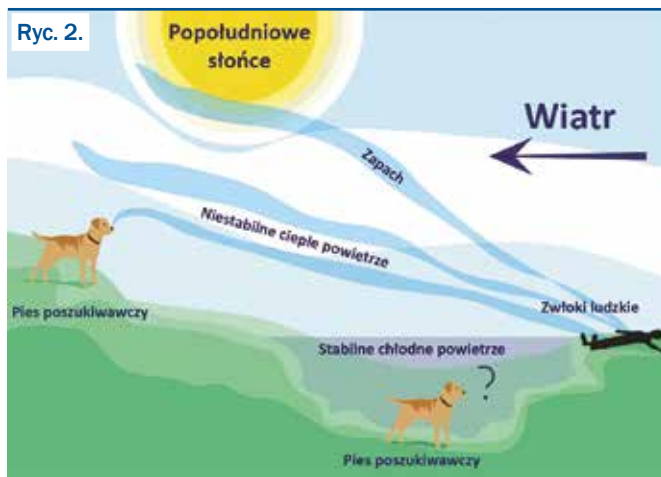 Ryc. 2.
Popołudniowe
słońce
Wiatr
Zapach
Niestabilne ciepłe powietrze
Zwłoki ludzkie
Pies poszukiwawczy
Stabilne chłodne powietrze
?
Pies poszukiwawczy